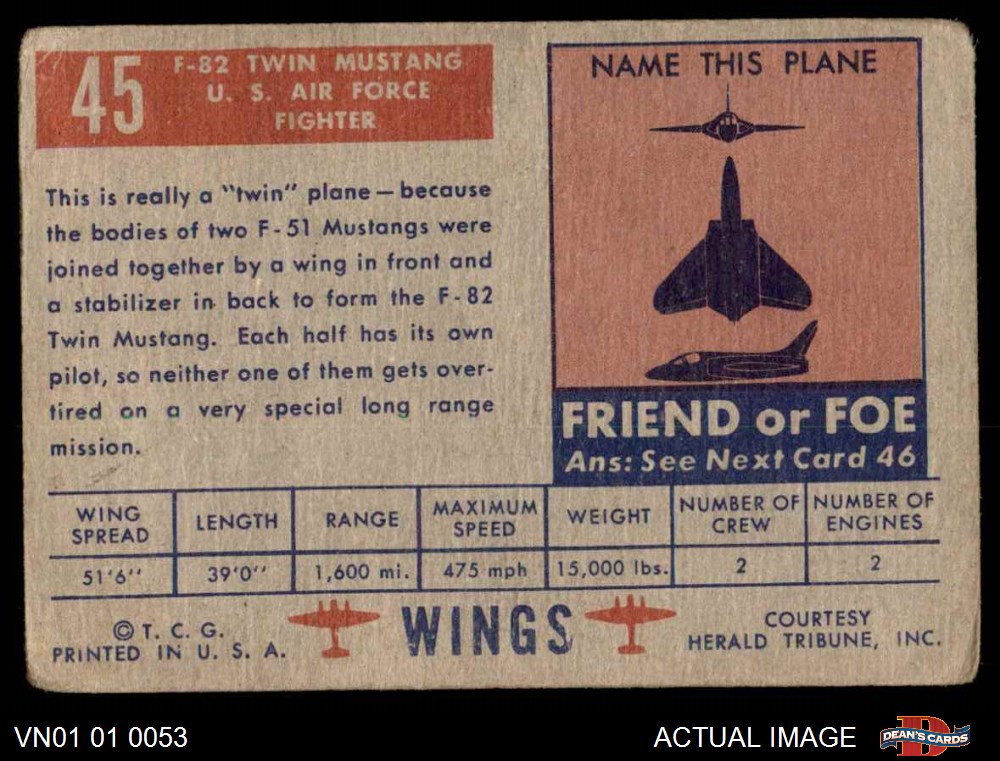 45
F-82 TWIN MUSTANG
U. S. AIR FORCE
FIGHTER
This is really a "twin" plane — because
the bodies of two F-51 Mustangs were
joined together by a wing in front and
a stabilizer in back to form the F-82
Twin Mustang. Each half has its own
pilot, so neither one of them gets over-
tired on a very special long range
mission.
NAME THIS PLANE
FRIEND or FOE
Ans: See Next Card 46
WING SPREAD LENGTH RANGE MAXIMUM SPEED WEIGHT NUMBER OF CREW NUMBER OF ENGINES
51'6" 39'0" 1,600 mi. 475 mph 15,000 lbs. 2 2
© T. C. G.
PRINTED IN U. S. A.
WINGS
COURTESY
HERALD TRIBUNE, INC.
VN01 01 0053
ACTUAL IMAGE
D
DEAN'S CARDS